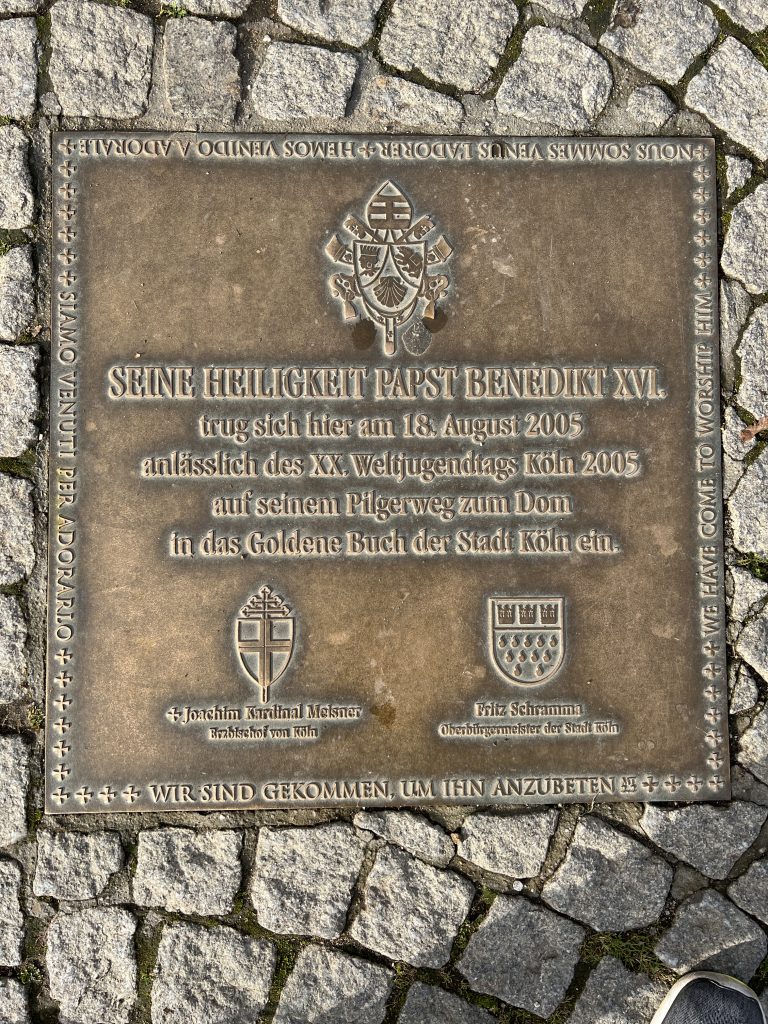 NOUS SOMMES VENUS L'ADORER + HEMOS VENIDO A ADORALE
SEINE HEILIGKEIT PAPST BENEDIKT XVI.
trug sich hier am 18. August 2005
anlässlich des XX. Weltjugendtags Köln 2005
auf seinem Pilgerweg zum Dom
in das Goldene Buch der Stadt Köln ein.
+ Joachim Kardinal Meisner
Erzbischof von Köln
Fritz Schramma
Oberbürgermeister der Stadt Köln
SIAMO VENUTI PER ADORARLO
WE HAVE COME TO WORSHIP HIM
WIR SIND GEKOMMEN, UM IHN ANZUBETEN